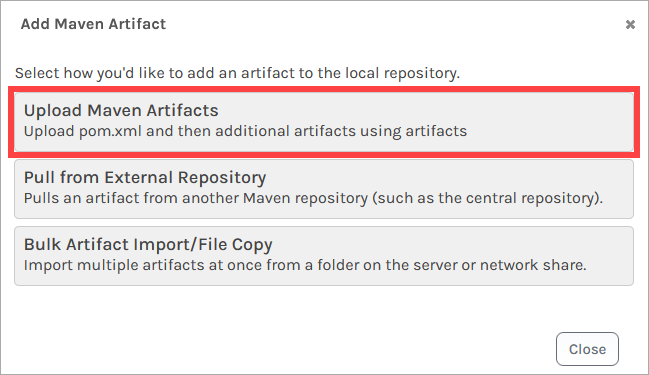 Add Maven Artifact
Select how you'd like to add an artifact to the local repository.
Upload Maven Artifacts
Upload pom.xml and then additional artifacts using artifacts
Pull from External Repository
Pulls an artifact from another Maven repository (such as the central repository).
Bulk Artifact Import/File Copy
Import multiple artifacts at once from a folder on the server or network share.
Close